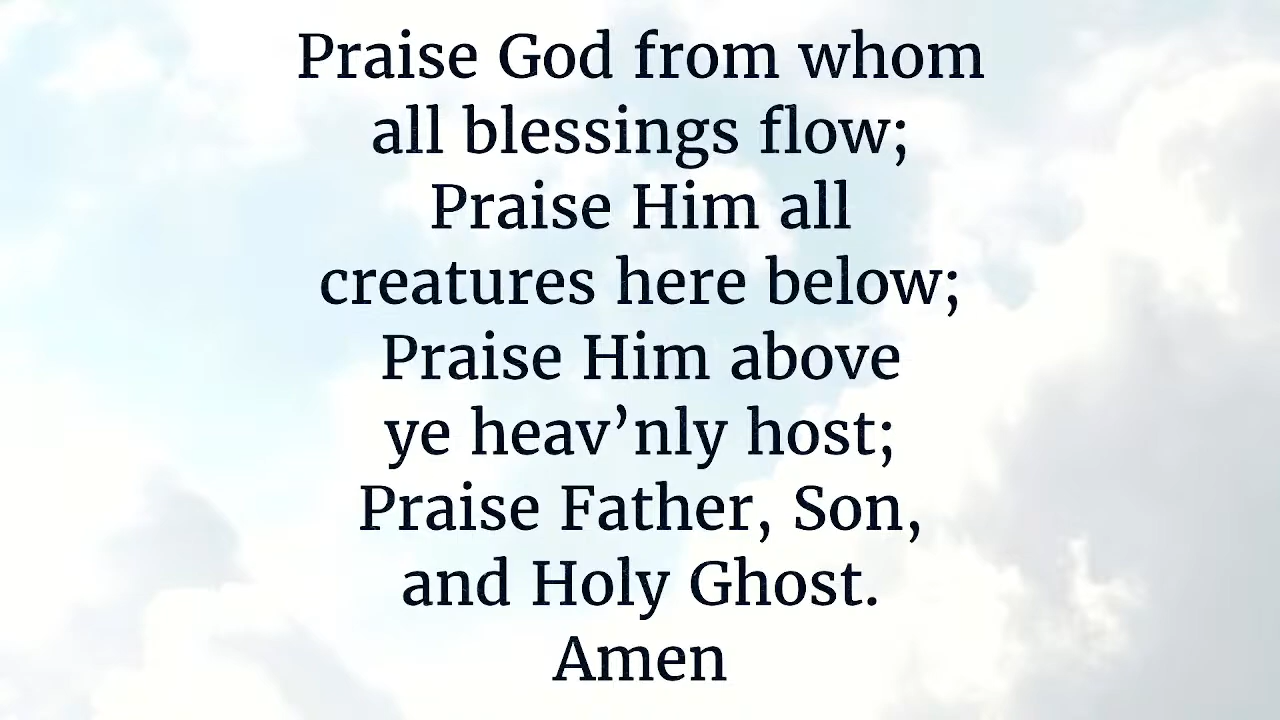 Praise God from whom
all blessings flow;
Praise Him all
creatures here below;
Praise Him above
ye heav’nly host;
Praise Father, Son,
and Holy Ghost.
Amen